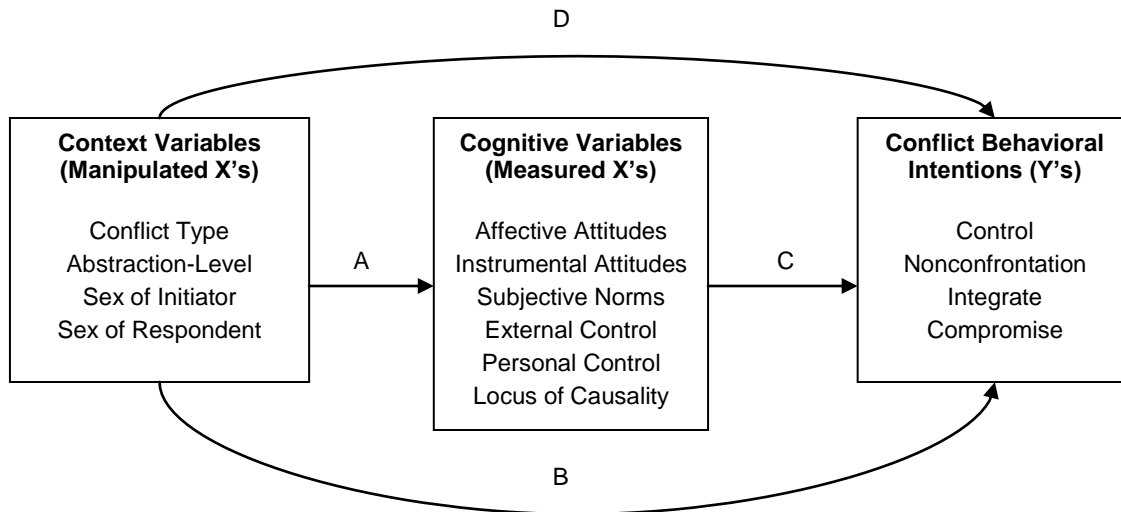 D
Context Variables
(Manipulated X's)
Conflict Type
Abstraction-Level
Sex of Initiator
Sex of Respondent
A
Cognitive Variables
(Measured X's)
Affective Attitudes
Instrumental Attitudes
Subjective Norms
External Control
Personal Control
Locus of Causality
C
Conflict Behavioral
Intentions (Y's)
Control
Nonconfrontation
Integrate
Compromise
B